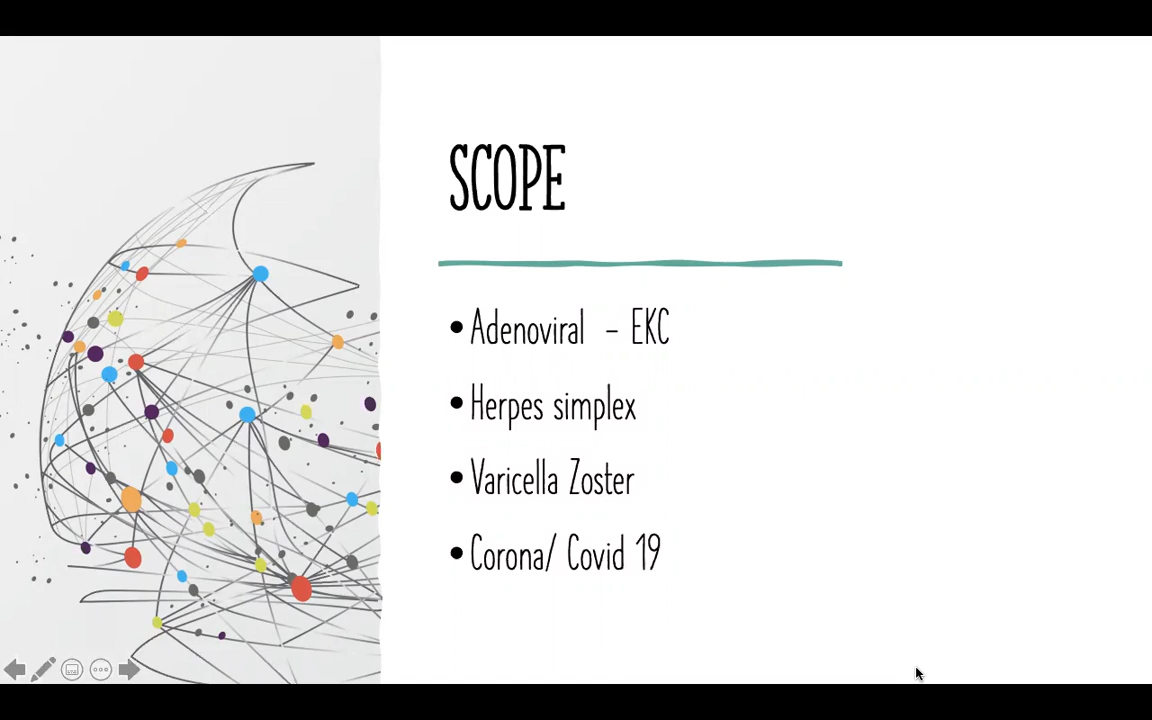 SCOPE
•Adenoviral – EKC
•Herpes simplex
•Varicella Zoster
•Corona/ Covid 19